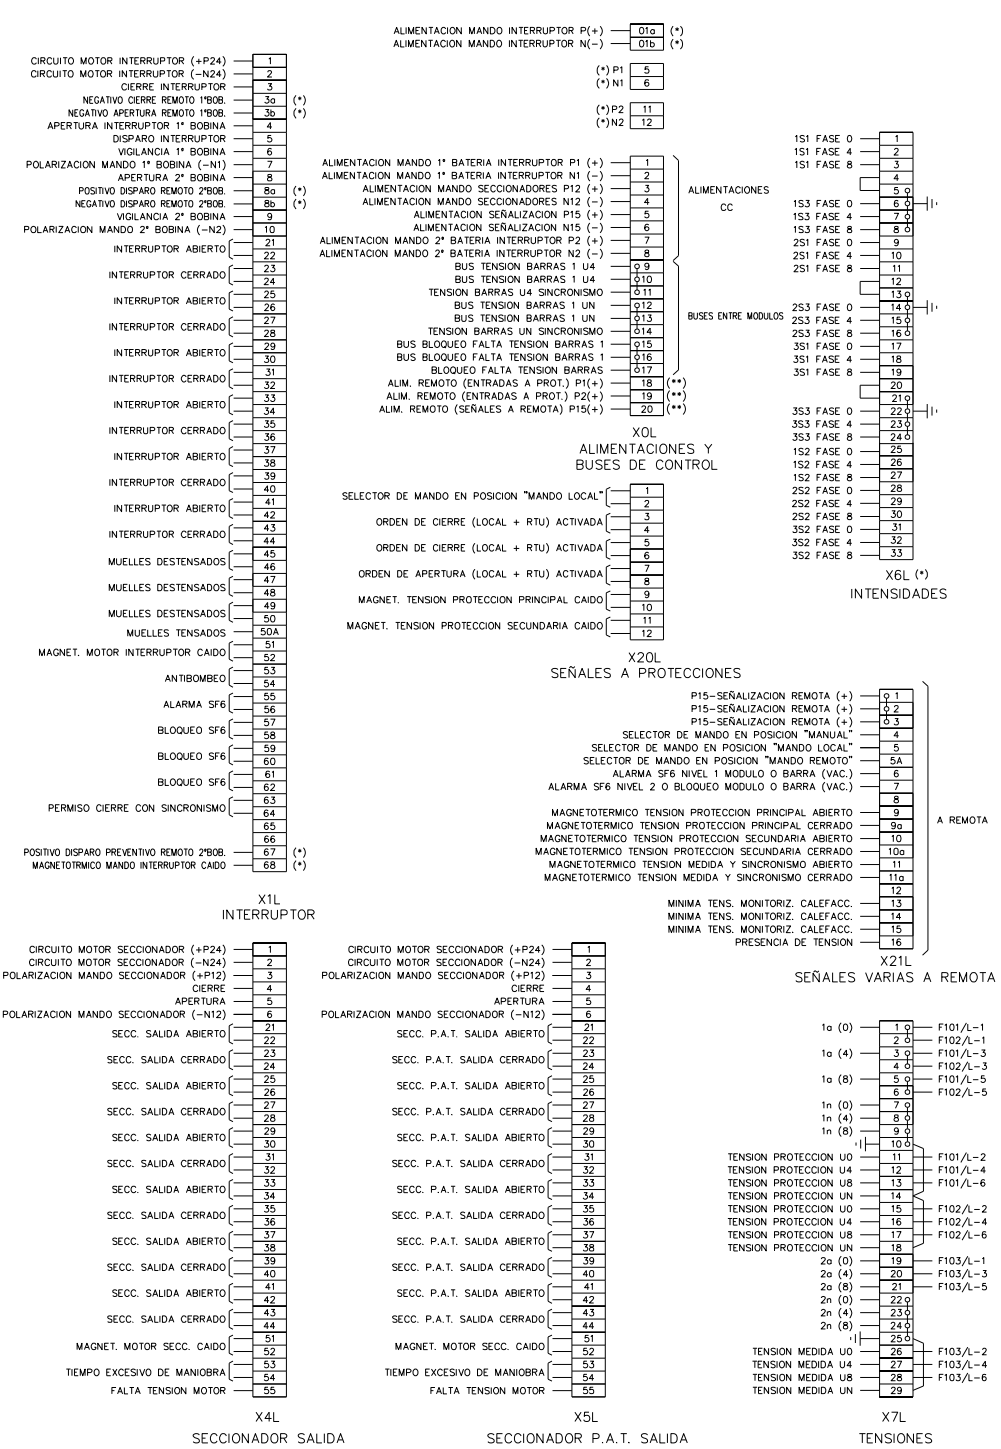 ALIMENTACION MANDO INTERRUPTOR P(+) 01a (*)
ALIMENTACION MANDO INTERRUPTOR N(-) 01b (*)
(*)P1 5
(*)N1 6
(*)P2 11
(*)N2 12
CIRCUITO MOTOR INTERRUPTOR (+P24) 1
CIRCUITO MOTOR INTERRUPTOR (-N24) 2
CIERRE INTERRUPTOR 3
NEGATIVO CIERRE REMOTO 1ªBOB. 3a (*)
NEGATIVO APERTURA REMOTO 1ªBOB. 3b (*)
APERTURA INTERRUPTOR 1ª BOBINA 4
DISPARO INTERRUPTOR 5
VIGILANCIA 1ª BOBINA 6
POLARIZACION MANDO 1ª BOBINA (-N1) 7
APERTURA 2ª BOBINA 8
POSITIVO DISPARO REMOTO 2ªBOB. 8a (*)
NEGATIVO DISPARO REMOTO 2ªBOB. 8b (*)
VIGILANCIA 2ª BOBINA 9
POLARIZACION MANDO 2ª BOBINA (-N2) 10
INTERRUPTOR ABIERTO 21
22
INTERRUPTOR CERRADO 23
24
INTERRUPTOR ABIERTO 25
26
INTERRUPTOR CERRADO 27
28
INTERRUPTOR ABIERTO 29
30
INTERRUPTOR CERRADO 31
32
INTERRUPTOR ABIERTO 33
34
INTERRUPTOR CERRADO 35
36
INTERRUPTOR ABIERTO 37
38
INTERRUPTOR CERRADO 39
40
INTERRUPTOR ABIERTO 41
42
INTERRUPTOR CERRADO 43
44
MUELLES DESTENSADOS 45
46
MUELLES DESTENSADOS 47
48
MUELLES DESTENSADOS 49
50
MUELLES TENSADOS 50A
MAGNET. MOTOR INTERRUPTOR CAIDO 51
52
ANTIBOMBEO 53
54
ALARMA SF6 55
56
BLOQUEO SF6 57
58
BLOQUEO SF6 59
60
BLOQUEO SF6 61
62
PERMISO CIERRE CON SINCRONISMO 63
64
65
66
POSITIVO DISPARO PREVENTIVO REMOTO 2ªBOB. 67 (*)
MAGNETOTRMICO MANDO INTERRUPTOR CAIDO 68 (*)
X1L
INTERRUPTOR
ALIMENTACION MANDO 1ª BATERIA INTERRUPTOR P1 (+) 1
ALIMENTACION MANDO 1ª BATERIA INTERRUPTOR N1 (-) 2
ALIMENTACION MANDO SECCIONADORES P12 (+) 3
ALIMENTACION MANDO SECCIONADORES N12 (-) 4
ALIMENTACION SEÑALIZACION P15 (+) 5
ALIMENTACION SEÑALIZACION N15 (-) 6
ALIMENTACION MANDO 2ª BATERIA INTERRUPTOR P2 (+) 7
ALIMENTACION MANDO 2ª BATERIA INTERRUPTOR N2 (-) 8
ALIMENTACIONES
CC
BUS TENSION BARRAS 1 U4 9
BUS TENSION BARRAS 1 U4 10
TENSION BARRAS U4 SINCRONISMO 11
BUS TENSION BARRAS 1 UN 12
BUS TENSION BARRAS 1 UN 13
TENSION BARRAS UN SINCRONISMO 14
BUS BLOQUEO FALTA TENSION BARRAS 1 15
BUS BLOQUEO FALTA TENSION BARRAS 1 16
BLOQUEO FALTA TENSION BARRAS 17
BUSES ENTRE MODULOS
ALIM. REMOTO (ENTRADAS A PROT.) P1(+) 18 (**)
ALIM. REMOTO (ENTRADAS A PROT.) P2(+) 19 (**)
ALIM. REMOTO (SEÑALES A REMOTA) P15(+) 20 (**)
X0L
ALIMENTACIONES Y
BUSES DE CONTROL
SELECTOR DE MANDO EN POSICION "MANDO LOCAL" 1
2
ORDEN DE CIERRE (LOCAL + RTU) ACTIVADA 3
4
ORDEN DE CIERRE (LOCAL + RTU) ACTIVADA 5
6
ORDEN DE APERTURA (LOCAL + RTU) ACTIVADA 7
8
MAGNET. TENSION PROTECCION PRINCIPAL CAIDO 9
10
MAGNET. TENSION PROTECCION SECUNDARIA CAIDO 11
12
X20L
SEÑALES A PROTECCIONES
1S1 FASE 0 1
1S1 FASE 4 2
1S1 FASE 8 3
4
5
1S3 FASE 0 6
1S3 FASE 4 7
1S3 FASE 8 8
2S1 FASE 0 9
2S1 FASE 4 10
2S1 FASE 8 11
12
13
2S3 FASE 0 14
2S3 FASE 4 15
2S3 FASE 8 16
3S1 FASE 0 17
3S1 FASE 4 18
3S1 FASE 8 19
20
21
3S3 FASE 0 22
3S3 FASE 4 23
3S3 FASE 8 24
1S2 FASE 0 25
1S2 FASE 4 26
1S2 FASE 8 27
2S2 FASE 0 28
2S2 FASE 4 29
2S2 FASE 8 30
3S2 FASE 0 31
3S2 FASE 4 32
3S2 FASE 8 33
X6L (*)
INTENSIDADES
P15-SEÑALIZACION REMOTA (+) 1
P15-SEÑALIZACION REMOTA (+) 2
P15-SEÑALIZACION REMOTA (+) 3
SELECTOR DE MANDO EN POSICION "MANUAL" 4
SELECTOR DE MANDO EN POSICION "MANDO LOCAL" 5
SELECTOR DE MANDO EN POSICION "MANDO REMOTO" 5A
ALARMA SF6 NIVEL 1 MODULO O BARRA (VAC.) 6
ALARMA SF6 NIVEL 2 O BLOQUEO MODULO O BARRA (VAC.) 7
8
MAGNETOTERMICO TENSION PROTECCION PRINCIPAL ABIERTO 9
MAGNETOTERMICO TENSION PROTECCION PRINCIPAL CERRADO 9a
MAGNETOTERMICO TENSION PROTECCION SECUNDARIA ABIERTO 10
MAGNETOTERMICO TENSION PROTECCION SECUNDARIA CERRADO 10a
MAGNETOTERMICO TENSION MEDIDA Y SINCRONISMO ABIERTO 11
MAGNETOTERMICO TENSION MEDIDA Y SINCRONISMO CERRADO 11a
12
MINIMA TENS. MONITORIZ. CALEFACC. 13
MINIMA TENS. MONITORIZ. CALEFACC. 14
MINIMA TENS. MONITORIZ. CALEFACC. 15
PRESENCIA DE TENSION 16
A REMOTA
X21L
SEÑALES VARIAS A REMOTA
CIRCUITO MOTOR SECCIONADOR (+P24) 1
CIRCUITO MOTOR SECCIONADOR (-N24) 2
POLARIZACION MANDO SECCIONADOR (+P12) 3
CIERRE 4
APERTURA 5
POLARIZACION MANDO SECCIONADOR (-N12) 6
SECC. SALIDA ABIERTO 21
22
SECC. SALIDA CERRADO 23
24
SECC. SALIDA ABIERTO 25
26
SECC. SALIDA CERRADO 27
28
SECC. SALIDA ABIERTO 29
30
SECC. SALIDA CERRADO 31
32
SECC. SALIDA ABIERTO 33
34
SECC. SALIDA CERRADO 35
36
SECC. SALIDA ABIERTO 37
38
SECC. SALIDA CERRADO 39
40
SECC. SALIDA ABIERTO 41
42
SECC. SALIDA CERRADO 43
44
MAGNET. MOTOR SECC. CAIDO 51
52
TIEMPO EXCESIVO DE MANIOBRA 53
54
FALTA TENSION MOTOR 55
X4L
SECCIONADOR SALIDA
CIRCUITO MOTOR SECCIONADOR (+P24) 1
CIRCUITO MOTOR SECCIONADOR (-N24) 2
POLARIZACION MANDO SECCIONADOR (+P12) 3
CIERRE 4
APERTURA 5
POLARIZACION MANDO SECCIONADOR (-N12) 6
SECC. P.A.T. SALIDA ABIERTO 21
22
SECC. P.A.T. SALIDA CERRADO 23
24
SECC. P.A.T. SALIDA ABIERTO 25
26
SECC. P.A.T. SALIDA CERRADO 27
28
SECC. P.A.T. SALIDA ABIERTO 29
30
SECC. P.A.T. SALIDA CERRADO 31
32
SECC. P.A.T. SALIDA ABIERTO 33
34
SECC. P.A.T. SALIDA CERRADO 35
36
SECC. P.A.T. SALIDA ABIERTO 37
38
SECC. P.A.T. SALIDA CERRADO 39
40
SECC. P.A.T. SALIDA ABIERTO 41
42
SECC. P.A.T. SALIDA CERRADO 43
44
MAGNET. MOTOR SECC. CAIDO 51
52
TIEMPO EXCESIVO DE MANIOBRA 53
54
FALTA TENSION MOTOR 55
X5L
SECCIONADOR P.A.T. SALIDA
1a (0) 1 F101/L-1
2 F102/L-1
1a (4) 3 F101/L-3
4 F102/L-3
1a (8) 5 F101/L-5
6 F102/L-5
1n (0) 7
1n (4) 8
1n (8) 9
10
TENSION PROTECCION U0 11 F101/L-2
TENSION PROTECCION U4 12 F101/L-4
TENSION PROTECCION U8 13 F101/L-6
TENSION PROTECCION UN 14
TENSION PROTECCION U0 15 F102/L-2
TENSION PROTECCION U4 16 F102/L-4
TENSION PROTECCION U8 17 F102/L-6
TENSION PROTECCION UN 18
2a (0) 19 F103/L-1
2a (4) 20 F103/L-3
2a (8) 21 F103/L-5
2n (0) 22
2n (4) 23
2n (8) 24
25
TENSION MEDIDA U0 26 F103/L-2
TENSION MEDIDA U4 27 F103/L-4
TENSION MEDIDA U8 28 F103/L-6
TENSION MEDIDA UN 29
X7L
TENSIONES